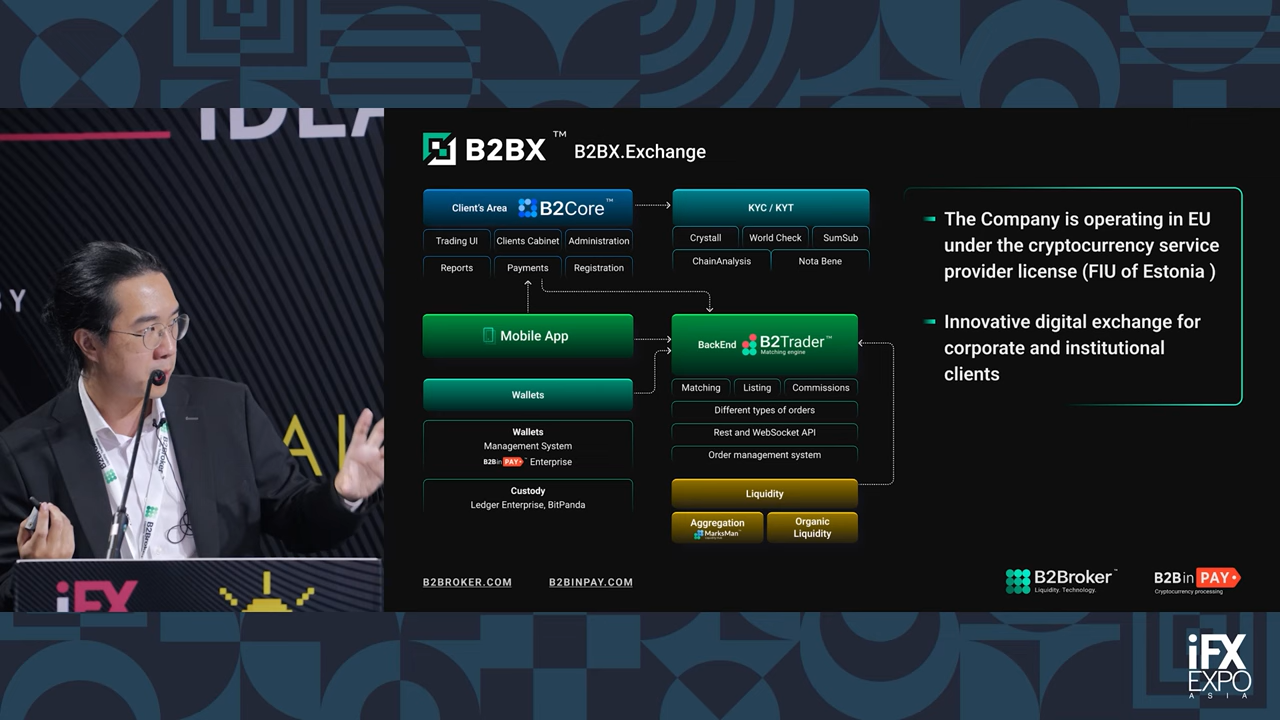 B2BX™ B2BX.Exchange
Client's Area B2Core™
Trading UI
Clients Cabinet
Administration
Reports
Payments
Registration
KYC / KYT
Crystall
World Check
SumSub
ChainAnalysis
Nota Bene
Mobile App
BackEnd B2Trader™
Matching engine
Matching
Listing
Commissions
Different types of orders
Rest and WebSocket API
Order management system
Wallets
Wallets
Management System
B2BinPAY™ Enterprise
Custody
Ledger Enterprise, BitPanda
Liquidity
Aggregation
MarksMan
Organic
Liquidity
The Company is operating in EU
under the cryptocurrency service
provider license (FIU of Estonia )
Innovative digital exchange for
corporate and institutional
clients
B2BROKER.COM
B2BINPAY.COM
B2Broker™
Liquidity. Technology.
B2BinPAY
Cryptocurrency processing
B2Broker
iFX
iFX
EXPO
ASIA